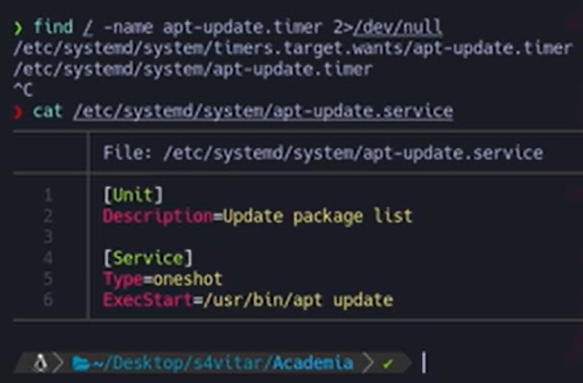 ❯ find / -name apt-update.timer 2>/dev/null
/etc/systemd/system/timers.target.wants/apt-update.timer
/etc/systemd/system/apt-update.timer
^C
❯ cat /etc/systemd/system/apt-update.service
File: /etc/systemd/system/apt-update.service
1 [Unit]
2 Description=Update package list
3
4 [Service]
5 Type=oneshot
6 ExecStart=/usr/bin/apt update
~/Desktop/s4vitar/Academia ✔